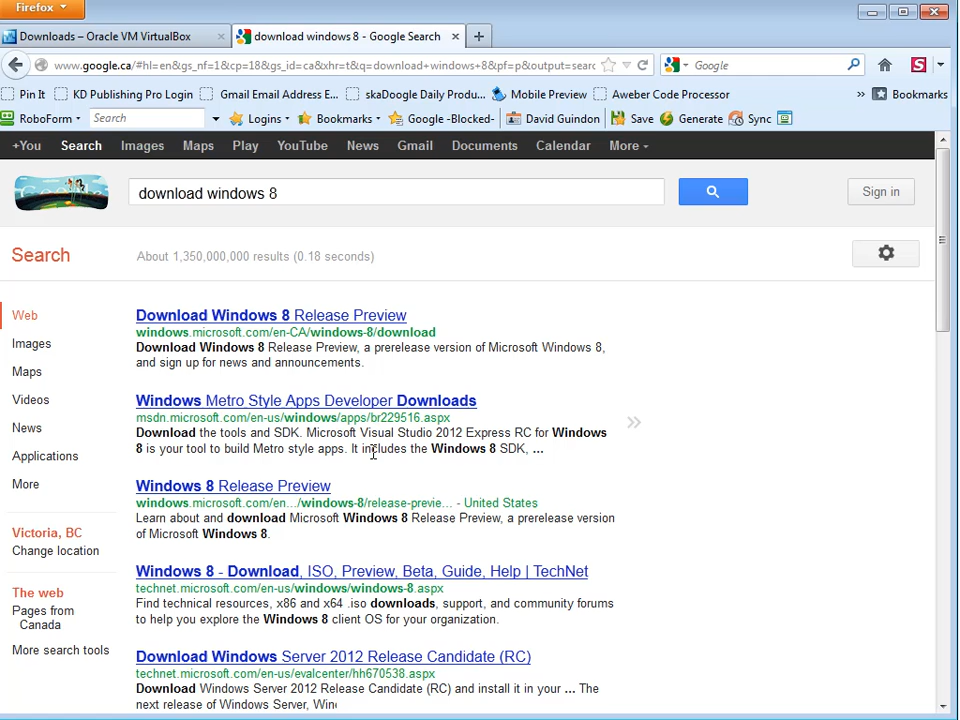 Firefox
Downloads – Oracle VM VirtualBox
download windows 8 - Google Search
www.google.ca/#hl=en&gs_nf=1&cp=18&gs_id=ca&xhr=t&q=download+windows+8&pf=p&output=searc
Google
Pin It
KD Publishing Pro Login
Gmail Email Address E...
skaDoogle Daily Produ...
Mobile Preview
Aweber Code Processor
» Bookmarks
RoboForm
Search
Logins
Bookmarks
Google -Blocked-
David Guindon
Save
Generate
Sync
+You Search Images Maps Play YouTube News Gmail Documents Calendar More
download windows 8
Sign in
Search
About 1,350,000,000 results (0.18 seconds)
Web
Images
Maps
Videos
News
Applications
More
Victoria, BC
Change location
The web
Pages from
Canada
More search tools
Download Windows 8 Release Preview
windows.microsoft.com/en-CA/windows-8/download
Download Windows 8 Release Preview, a prerelease version of Microsoft Windows 8,
and sign up for news and announcements.
Windows Metro Style Apps Developer Downloads
msdn.microsoft.com/en-us/windows/apps/br229516.aspx
Download the tools and SDK. Microsoft Visual Studio 2012 Express RC for Windows
8 is your tool to build Metro style apps. It includes the Windows 8 SDK, ...
»
Windows 8 Release Preview
windows.microsoft.com/en.../windows-8/release-previe... - United States
Learn about and download Microsoft Windows 8 Release Preview, a prerelease version
of Microsoft Windows 8.
Windows 8 - Download, ISO, Preview, Beta, Guide, Help | TechNet
technet.microsoft.com/en-us/windows/windows-8.aspx
Find technical resources, x86 and x64 .iso downloads, support, and community forums
to help you explore the Windows 8 client OS for your organization.
Download Windows Server 2012 Release Candidate (RC)
technet.microsoft.com/en-us/evalcenter/hh670538.aspx
Download Windows Server 2012 Release Candidate (RC) and install it in your ... The
next release of Windows Server, Wind